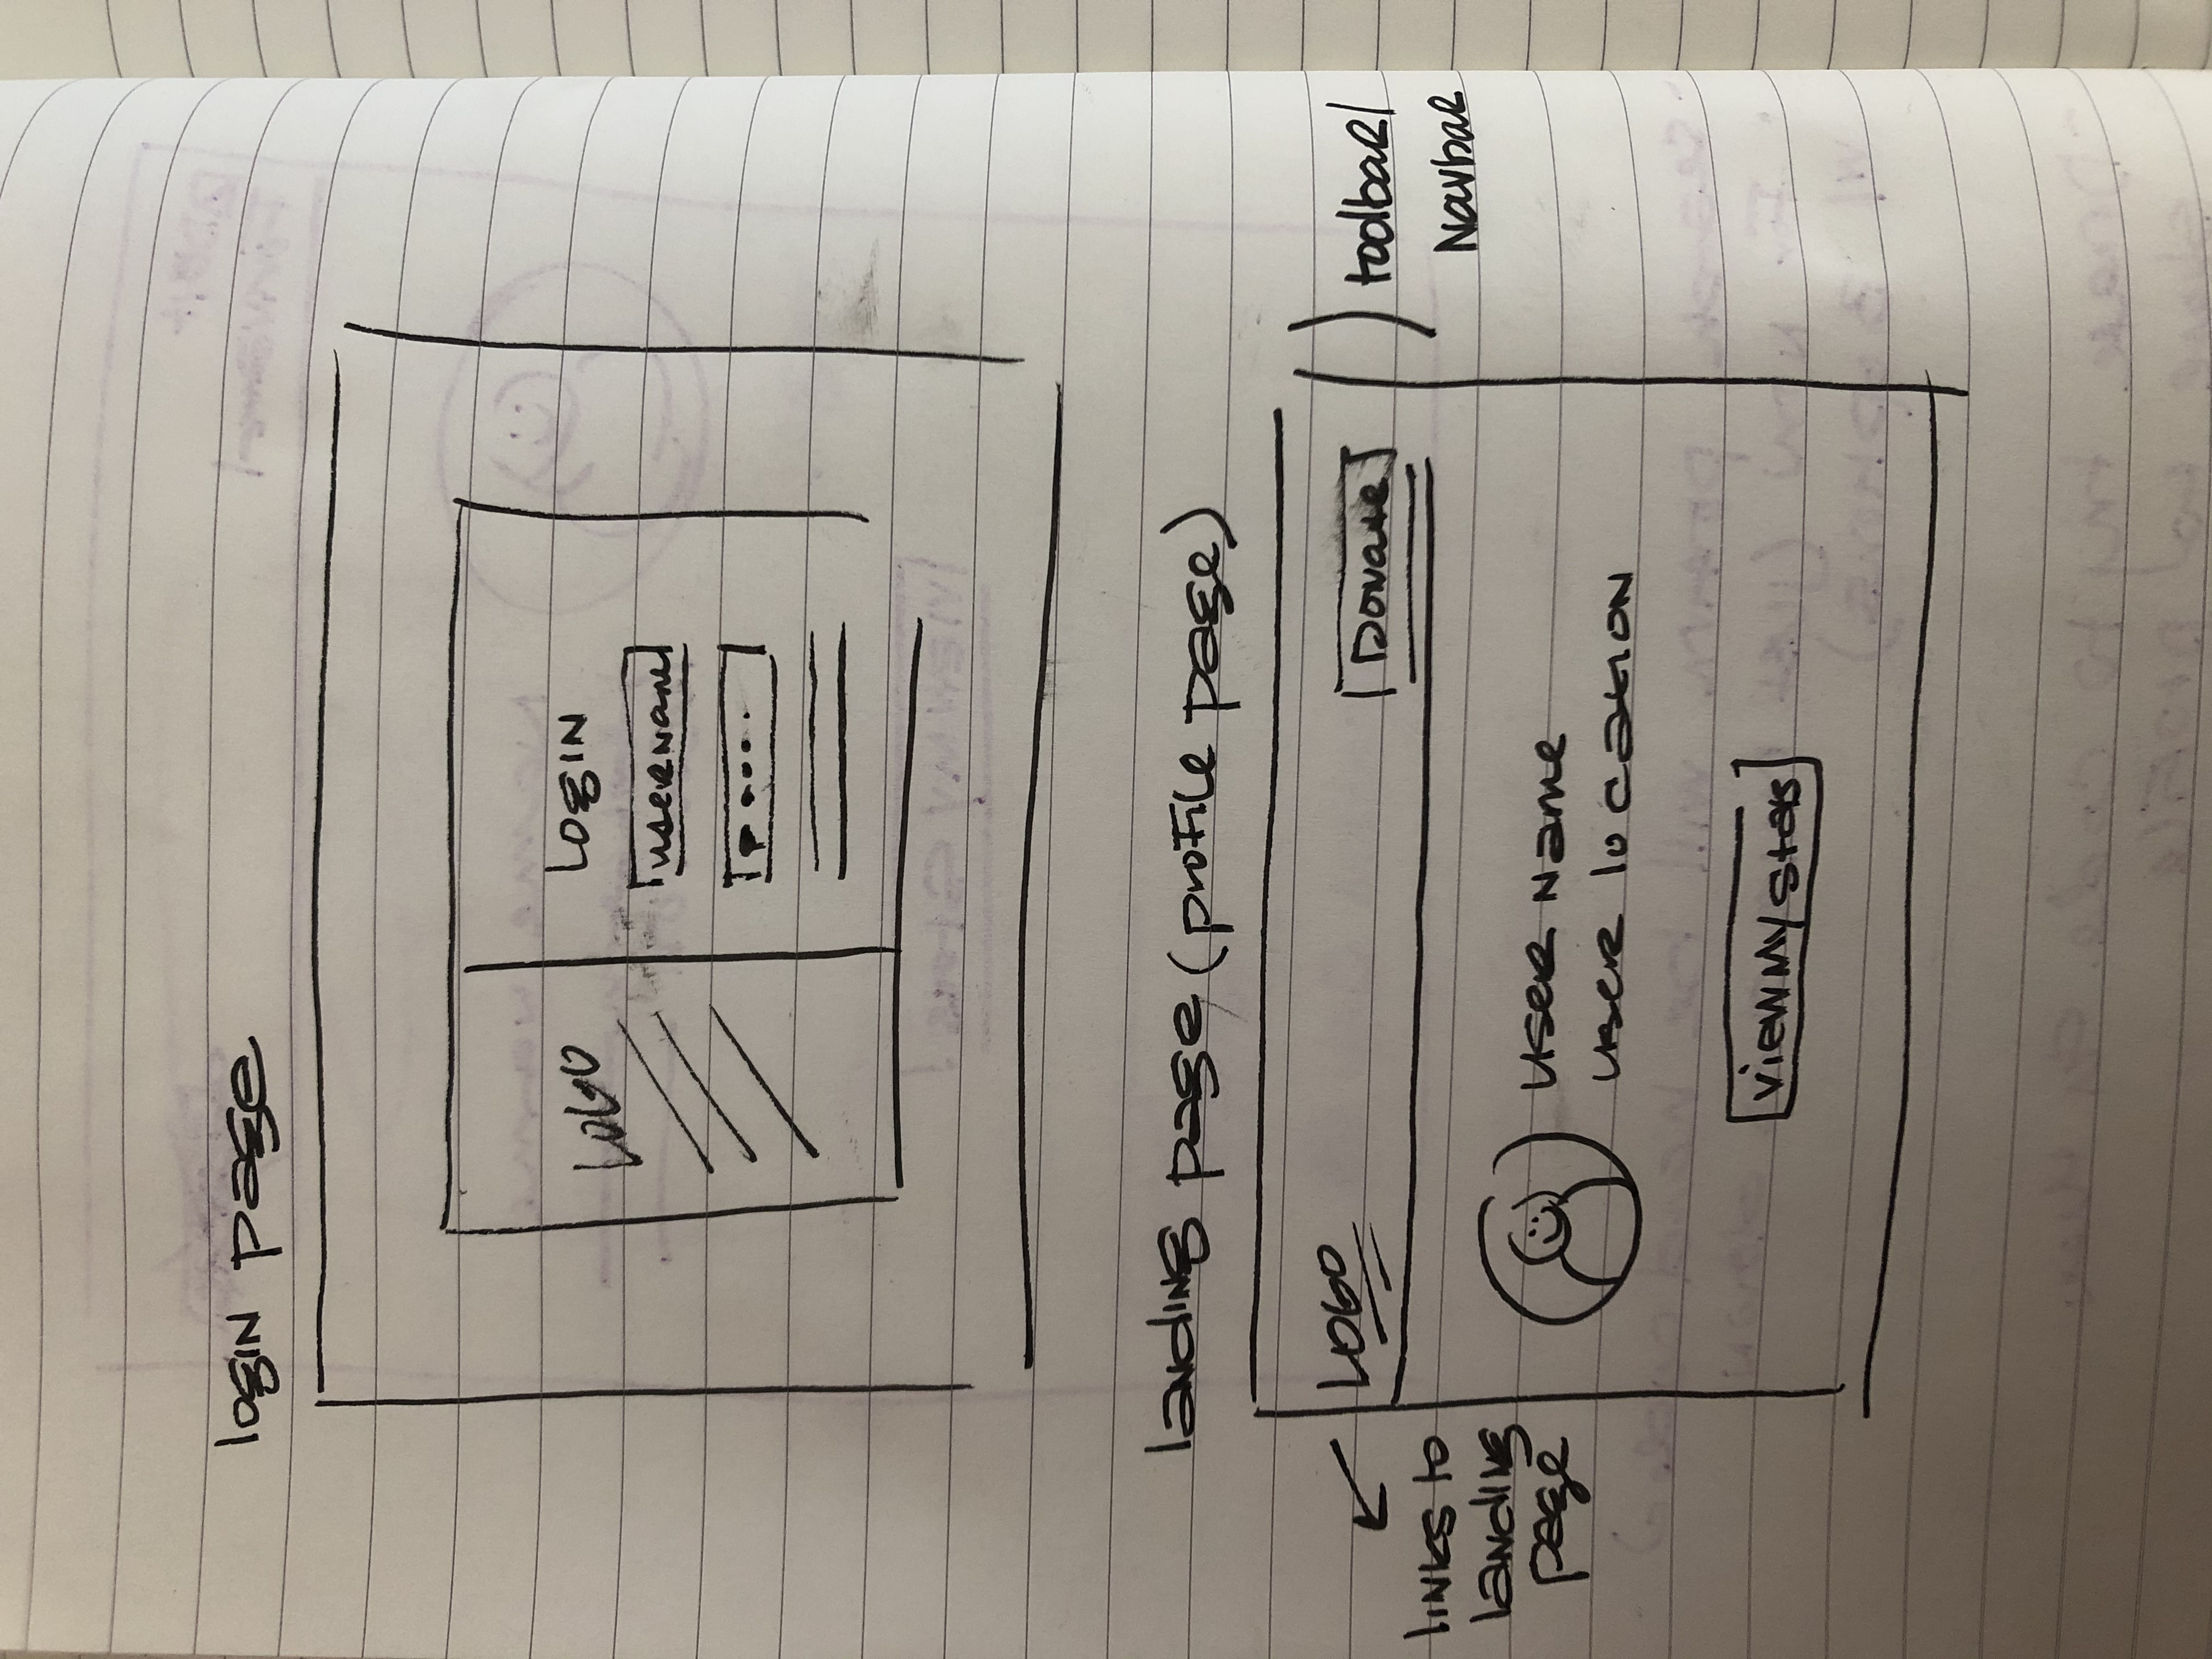 login page
LOGO
LOGIN
username
landing page (profile page)
LOGO
Donate
toolbar/
Navbar
links to
landing
page
user name
user location
view my stats